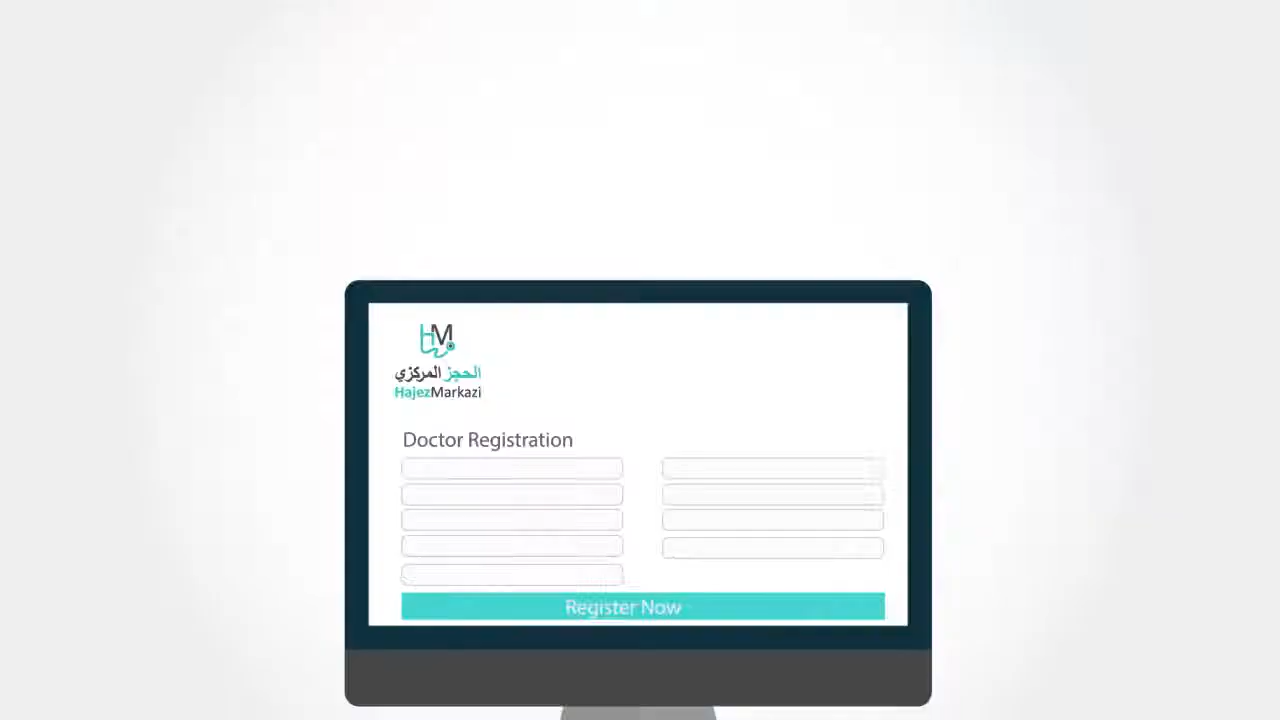 HM
الحجز المركزي
HajezMarkazi
Doctor Registration
Register Now